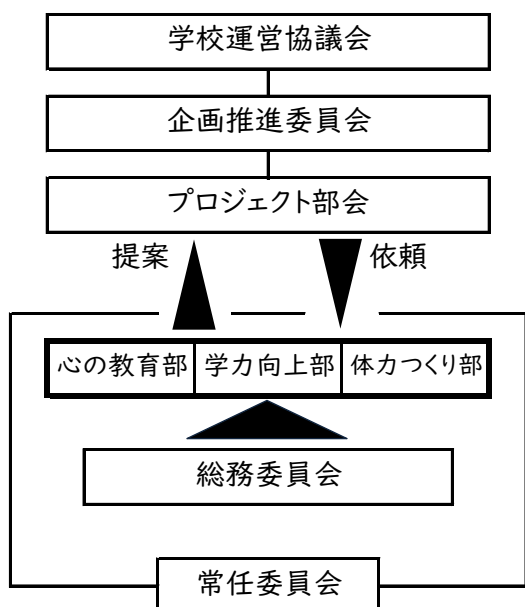 学校運営協議会
企画推進委員会
プロジェクト部会
提案 依頼
心の教育部 学力向上部 体力つくり部
総務委員会
常任委員会